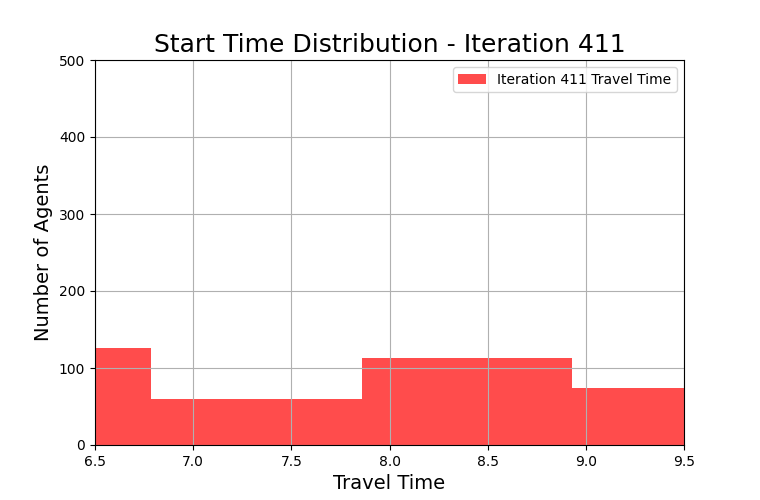 Start Time Distribution - Iteration 411
Iteration 411 Travel Time
Number of Agents
500
400
300
200
100
0
6.5 7.0 7.5 8.0 8.5 9.0 9.5
Travel Time